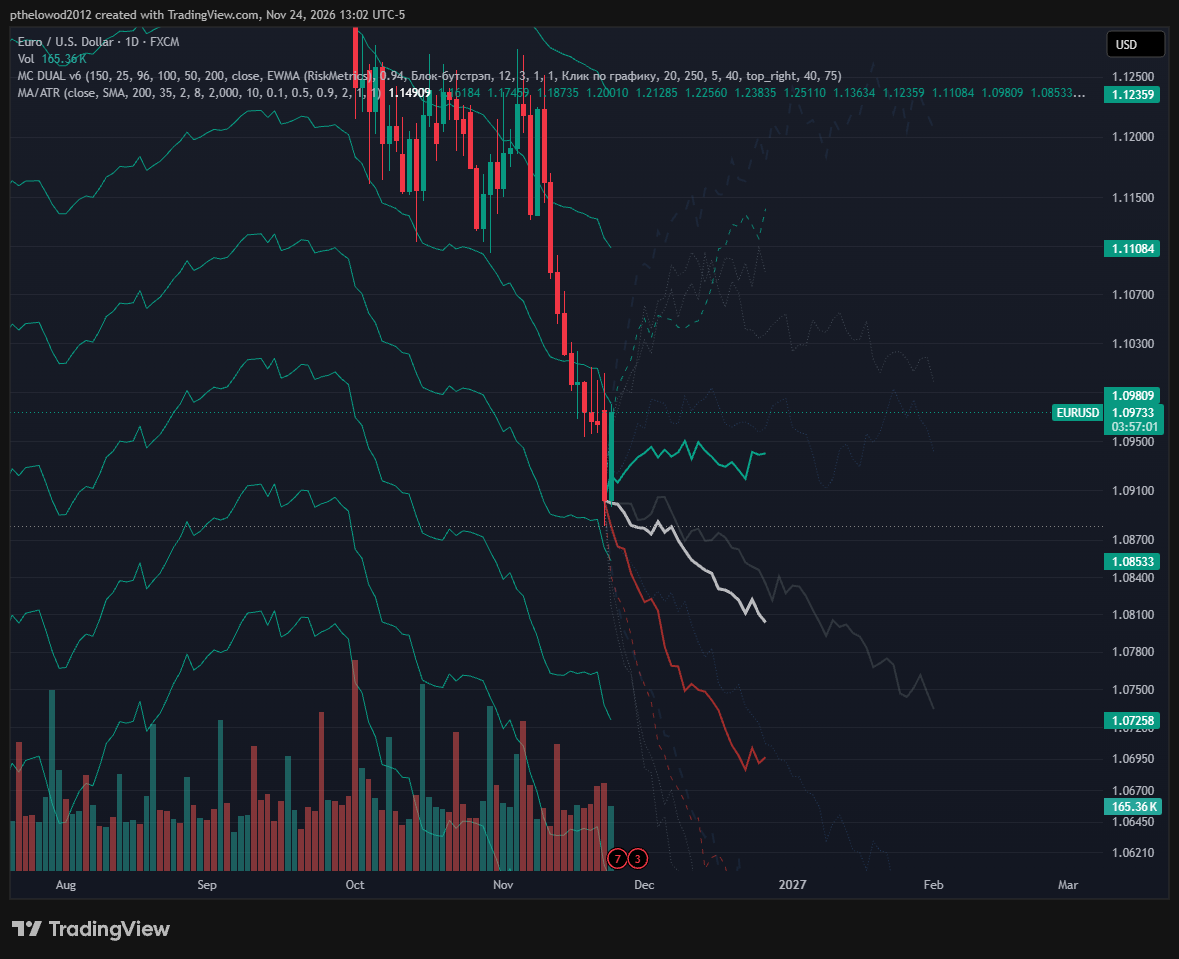 pthelowod2012 created with TradingView.com, Nov 24, 2026 13:02 UTC-5
Euro / U.S. Dollar · 1D · FXCM
USD
Vol 165.36 K
MC DUAL v6 (150, 25, 96, 100, 50, 200, close, EWMA (RiskMetrics), 0.94, Блок-бутстрэп, 12, 3, 1, 1, Клик по графику, 20, 250, 5, 40, top_right, 40, 75)
1.12500
MA/ATR (close, SMA, 200, 35, 2, 8, 2,000, 10, 0.1, 0.5, 0.9, 2, 1, 1) 1.14909 1.16184 1.17459 1.18735 1.20010 1.21285 1.22560 1.23835 1.25110 1.13634 1.12359 1.11084 1.09809 1.08533...
1.12359
1.12000
1.11500
1.11084
1.10700
1.10300
1.09809
EURUSD 1.09733
03:57:01
1.09500
1.09100
1.08700
1.08533
1.08400
1.08100
1.07800
1.07500
1.07258
1.07200
1.06950
1.06700
165.36 K
1.06450
1.06210
7 3
Aug Sep Oct Nov Dec 2027 Feb Mar
TradingView